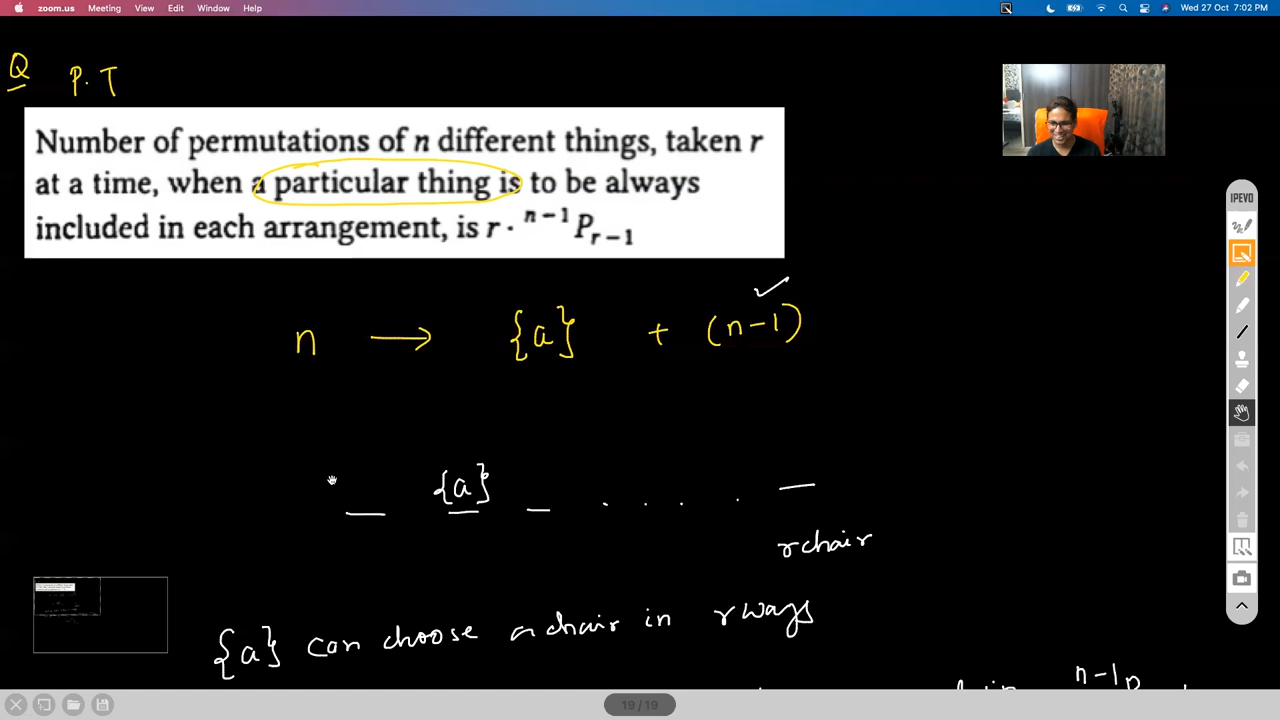 zoom.us Meeting View Edit Window Help Wed 27 Oct 7:02 PM
Q P.T
Number of permutations of n different things, taken r
at a time, when a particular thing is to be always
included in each arrangement, is r · ⁿ⁻¹Pᵣ₋₁
IPEVO
n → {a} + (n-1)
{a} . . . .
r chair
{a} can choose a chair in r ways
n-1P
19 / 19